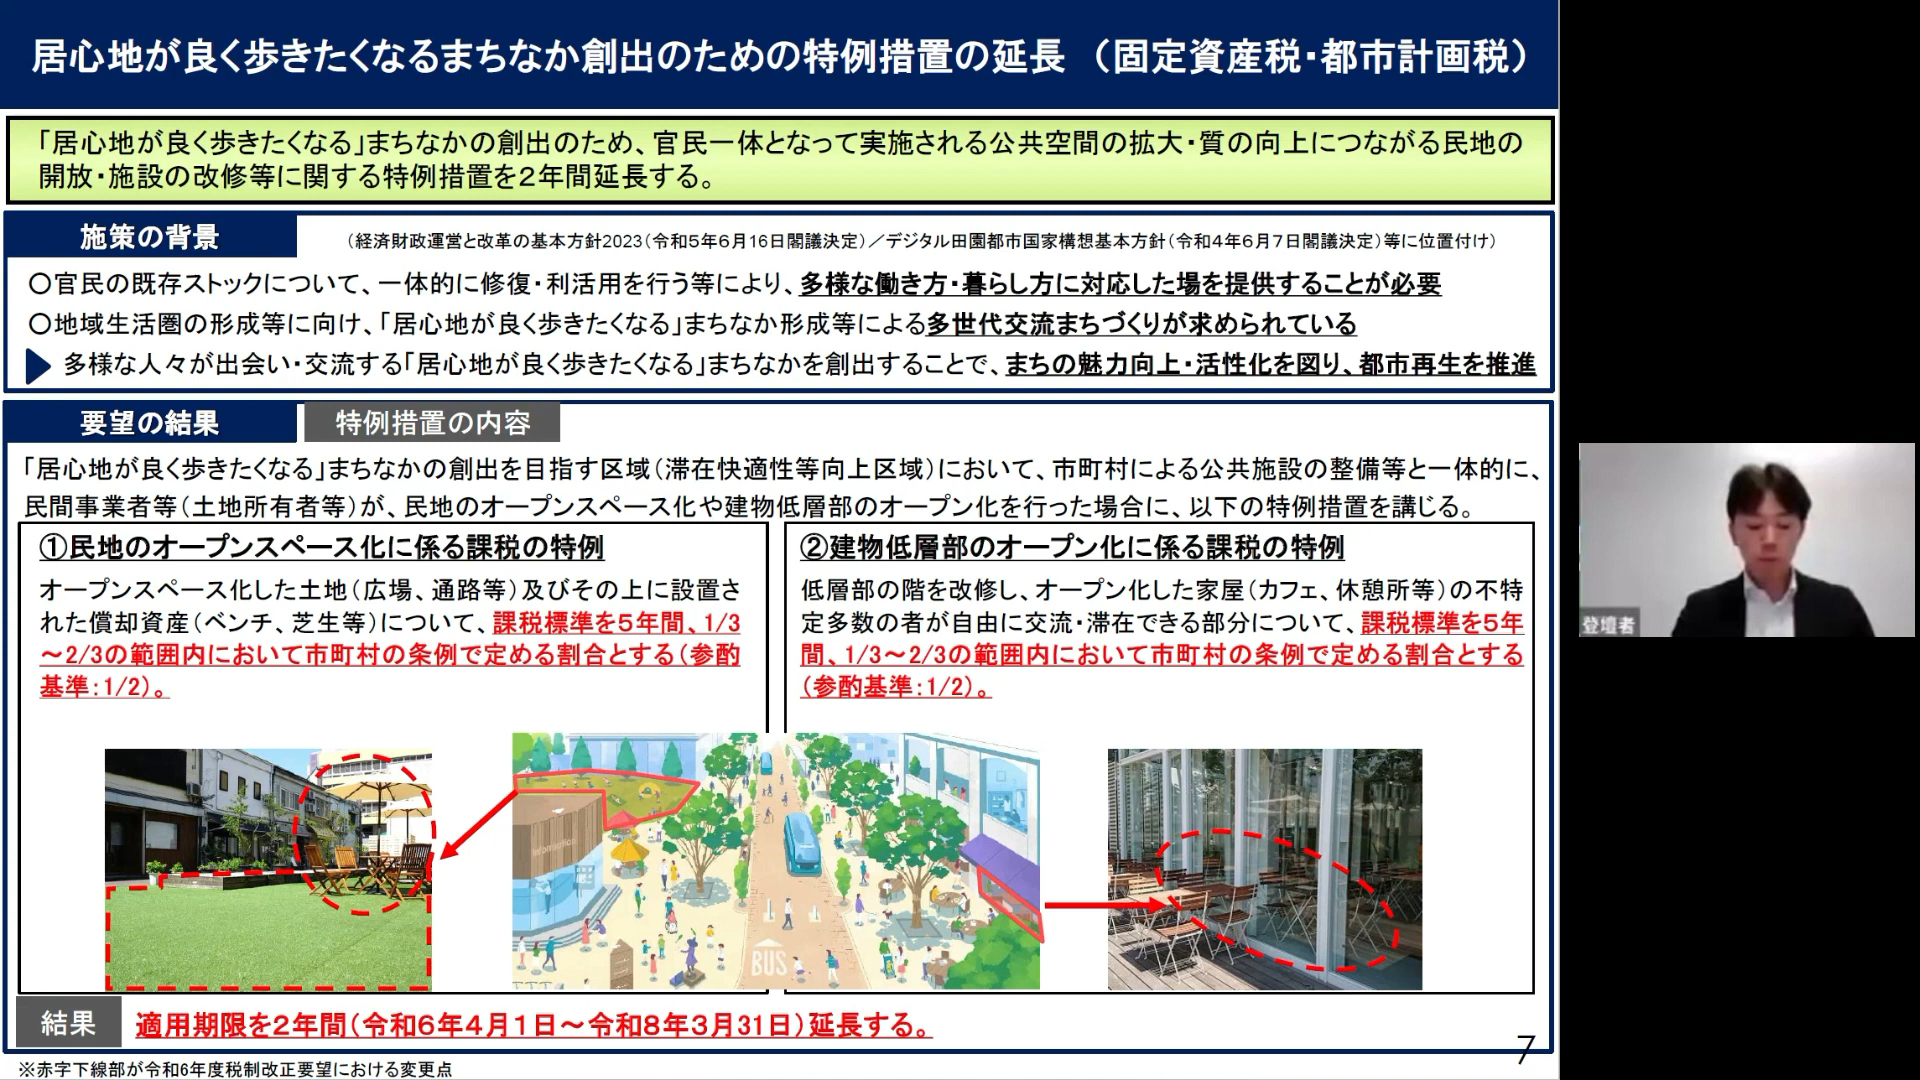 居心地が良く歩きたくなるまちなか創出のための特例措置の延長 （固定資産税・都市計画税）
「居心地が良く歩きたくなる」まちなかの創出のため、官民一体となって実施される公共空間の拡大・質の向上につながる民地の
開放・施設の改修等に関する特例措置を２年間延長する。
施策の背景
（経済財政運営と改革の基本方針2023（令和５年６月16日閣議決定）／デジタル田園都市国家構想基本方針（令和４年６月７日閣議決定）等に位置付け）
○官民の既存ストックについて、一体的に修復・利活用を行う等により、多様な働き方・暮らし方に対応した場を提供することが必要
○地域生活圏の形成等に向け、「居心地が良く歩きたくなる」まちなか形成等による多世代交流まちづくりが求められている
多様な人々が出会い・交流する「居心地が良く歩きたくなる」まちなかを創出することで、まちの魅力向上・活性化を図り、都市再生を推進
要望の結果
特例措置の内容
「居心地が良く歩きたくなる」まちなかの創出を目指す区域（滞在快適性等向上区域）において、市町村による公共施設の整備等と一体的に、
民間事業者等（土地所有者等）が、民地のオープンスペース化や建物低層部のオープン化を行った場合に、以下の特例措置を講じる。
①民地のオープンスペース化に係る課税の特例
オープンスペース化した土地（広場、通路等）及びその上に設置さ
れた償却資産（ベンチ、芝生等）について、課税標準を５年間、1/3
～2/3の範囲内において市町村の条例で定める割合とする（参酌
基準：1/2）。
②建物低層部のオープン化に係る課税の特例
低層部の階を改修し、オープン化した家屋（カフェ、休憩所等）の不特
定多数の者が自由に交流・滞在できる部分について、課税標準を５年
間、1/3～2/3の範囲内において市町村の条例で定める割合とする
（参酌基準：1/2）。
information
BUS
結果
適用期限を２年間（令和６年４月１日～令和８年３月31日）延長する。
7
※赤字下線部が令和6年度税制改正要望における変更点
登壇者